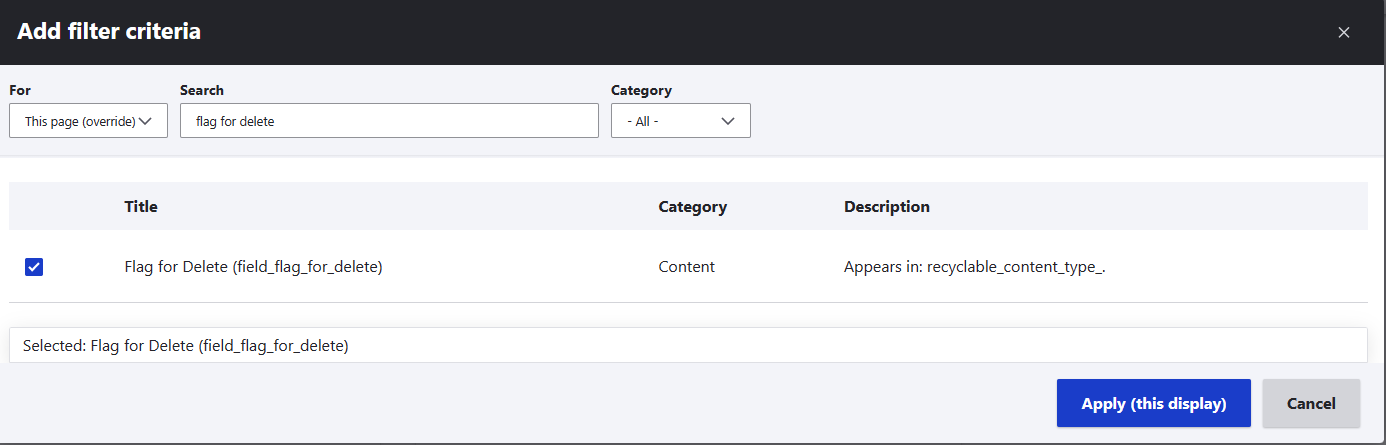 Add filter criteria
For Search Category
This page (override) flag for delete - All -
Title Category Description
Flag for Delete (field_flag_for_delete) Content Appears in: recyclable_content_type_.
Selected: Flag for Delete (field_flag_for_delete)
Apply (this display) Cancel